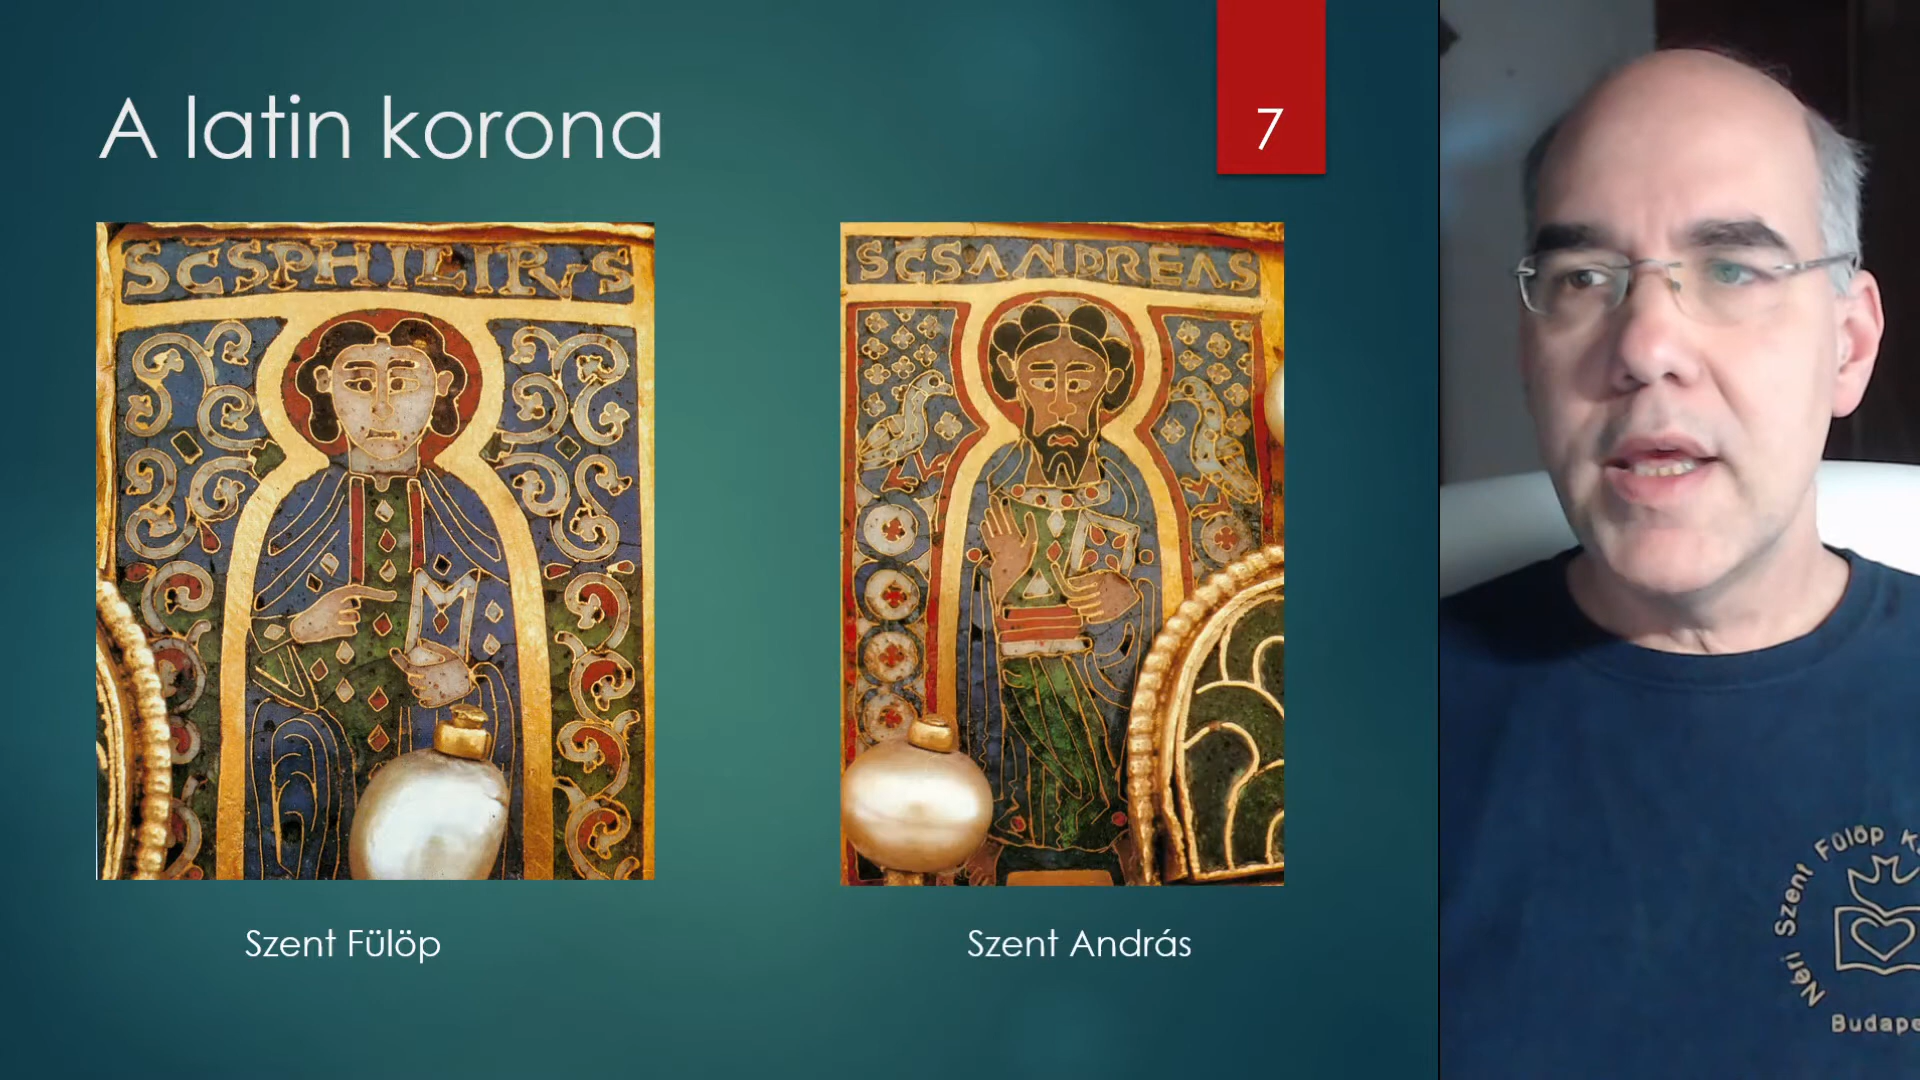 A latin korona
7
SCSPHILIPVS
SCSANDREAS
Szent Fülöp
Szent András
Néri Szent Fülöp
Budape